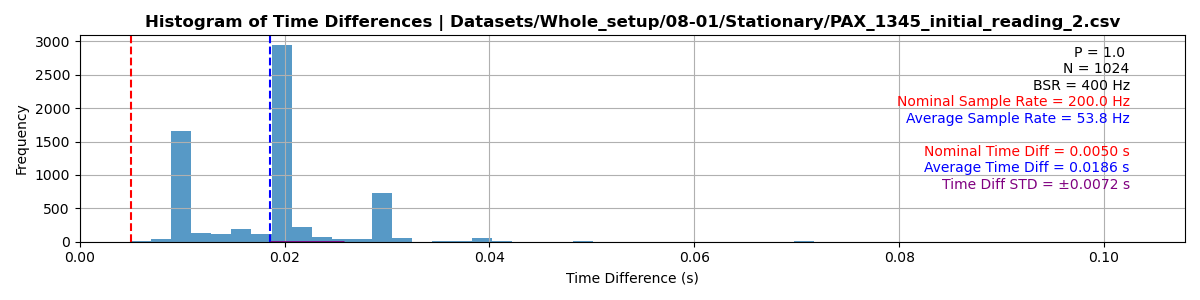 Histogram of Time Differences | Datasets/Whole_setup/08-01/Stationary/PAX_1345_initial_reading_2.csv
3000
2500
2000
1500
1000
500
0
Frequency
P = 1.0
N = 1024
BSR = 400 Hz
Nominal Sample Rate = 200.0 Hz
Average Sample Rate = 53.8 Hz
Nominal Time Diff = 0.0050 s
Average Time Diff = 0.0186 s
Time Diff STD = ±0.0072 s
0.00 0.02 0.04 0.06 0.08 0.10
Time Difference (s)